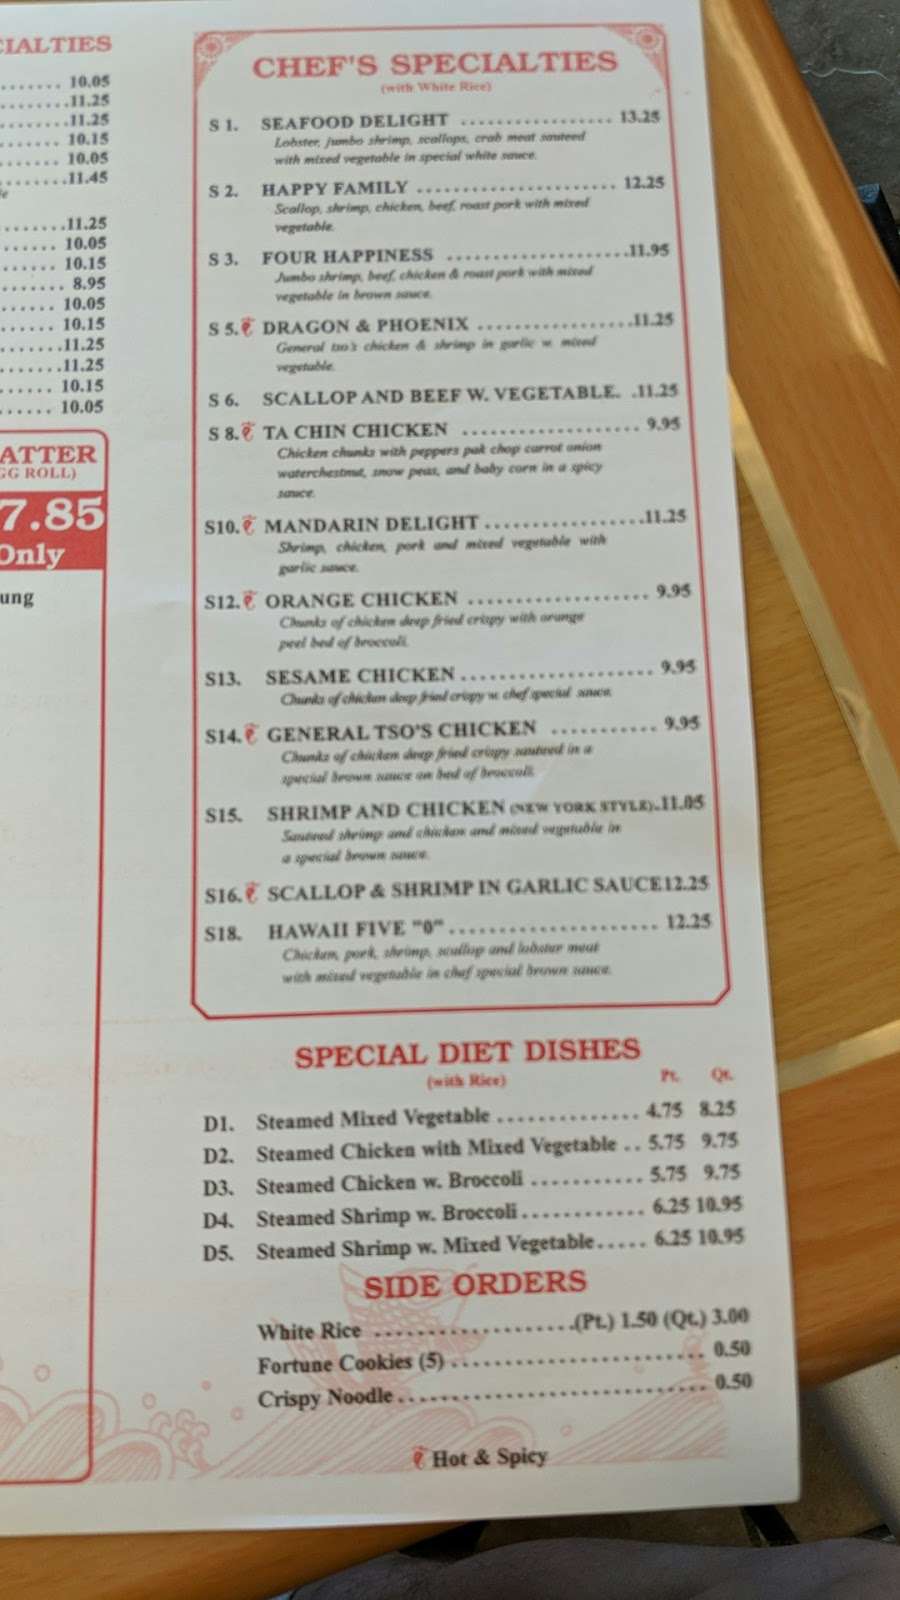 CIALTIES
....... 10.05
........11.25
........11.25
....... 10.15
....... 10.05
........11.45
........11.25
....... 10.05
....... 10.15
........ 8.95
....... 10.05
....... 10.15
........11.25
........11.25
....... 10.15
....... 10.05
ATTER
GG ROLL)
7.85
Only
ung
CHEF'S SPECIALTIES
(with White Rice)
S 1. SEAFOOD DELIGHT ................. 13.25
Lobster, jumbo shrimp, scallops, crab meat sauteed
with mixed vegetable in special white sauce.
S 2. HAPPY FAMILY ...................... 12.25
Scallop, shrimp, chicken, beef, roast pork with mixed
vegetable.
S 3. FOUR HAPPINESS ....................11.95
Jumbo shrimp, beef, chicken & roast pork with mixed
vegetable in brown sauce.
S 5. DRAGON & PHOENIX .................11.25
General tso's chicken & shrimp in garlic w. mixed
vegetable.
S 6. SCALLOP AND BEEF W. VEGETABLE. .11.25
S 8. TA CHIN CHICKEN ................... 9.95
Chicken chunks with peppers pak chop carrot onion
waterchestnut, snow peas, and baby corn in a spicy
sauce.
S10. MANDARIN DELIGHT.................11.25
Shrimp, chicken, pork and mixed vegetable with
garlic sauce.
S12. ORANGE CHICKEN ................... 9.95
Chunks of chicken deep fried crispy with orange
peel bed of broccoli.
S13. SESAME CHICKEN.................... 9.95
Chunks of chicken deep fried crispy w. chef special sauce.
S14. GENERAL TSO'S CHICKEN ........... 9.95
Chunks of chicken deep fried crispy sauteed in a
special brown sauce on bed of broccoli.
S15. SHRIMP AND CHICKEN (NEW YORK STYLE).11.05
Sauteed shrimp and chicken and mixed vegetable in
a special brown sauce.
S16. SCALLOP & SHRIMP IN GARLIC SAUCE12.25
S18. HAWAII FIVE "0"...................... 12.25
Chicken, pork, shrimp, scallop and lobster meat
with mixed vegetable in chef special brown sauce.
SPECIAL DIET DISHES
(with Rice) Pt. Qt.
D1. Steamed Mixed Vegetable .............. 4.75 8.25
D2. Steamed Chicken with Mixed Vegetable .. 5.75 9.75
D3. Steamed Chicken w. Broccoli ........... 5.75 9.75
D4. Steamed Shrimp w. Broccoli............ 6.25 10.95
D5. Steamed Shrimp w. Mixed Vegetable..... 6.25 10.95
SIDE ORDERS
White Rice ....................(Pt.) 1.50 (Qt.) 3.00
Fortune Cookies (5)......................... 0.50
Crispy Noodle............................... 0.50
Hot & Spicy